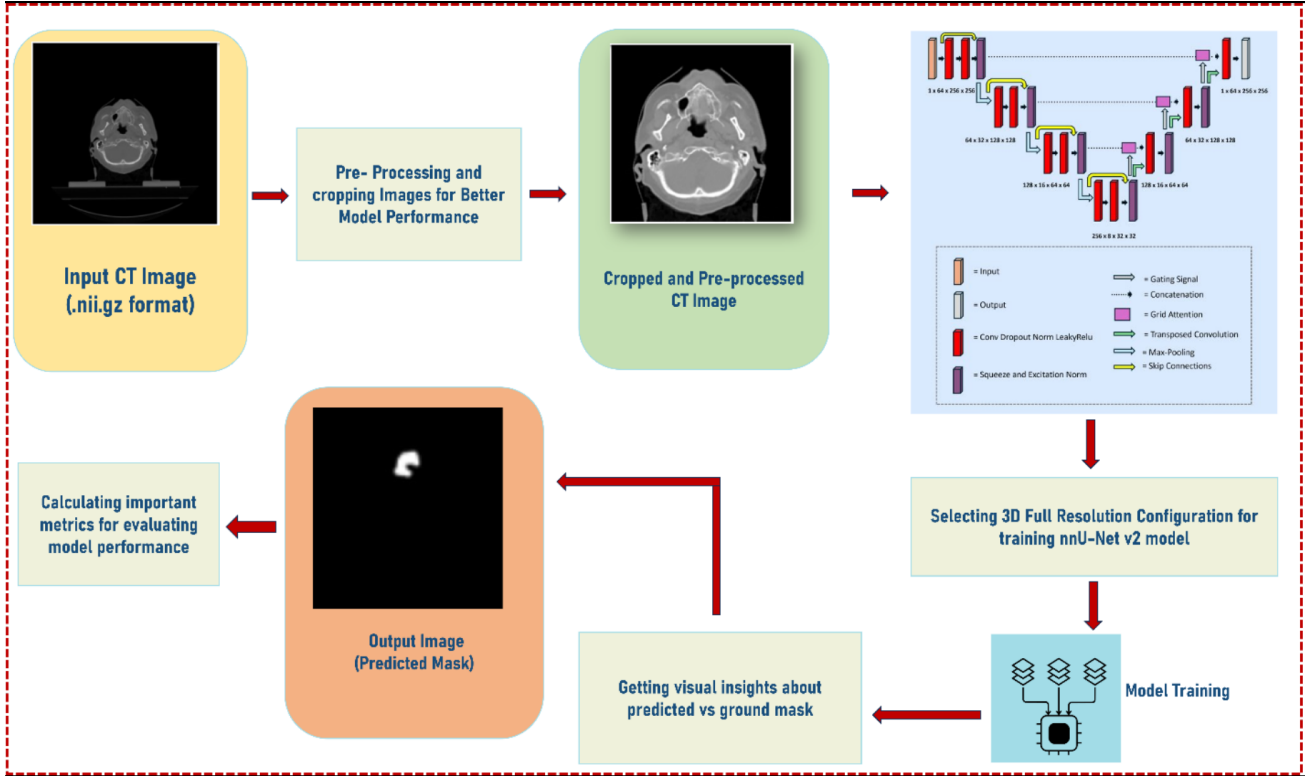 Input CT Image
(.nii.gz format)
Pre- Processing and
cropping Images for Better
Model Performance
Cropped and Pre-processed
CT Image
1 x 64 x 256 x 256
1 x 64 x 256 x 256
64 x 32 x 128 x 128
64 x 32 x 128 x 128
128 x 16 x 64 x 64
128 x 16 x 64 x 64
256 x 8 x 32 x 32
= Input
= Output
= Conv Dropout Norm LeakyRelu
= Squeeze and Excitation Norm
= Gating Signal
= Concatenation
= Grid Attention
= Transposed Convolution
= Max-Pooling
= Skip Connections
Selecting 3D Full Resolution Configuration for
training nnU-Net v2 model
Model Training
Getting visual insights about
predicted vs ground mask
Output Image
(Predicted Mask)
Calculating important
metrics for evaluating
model performance